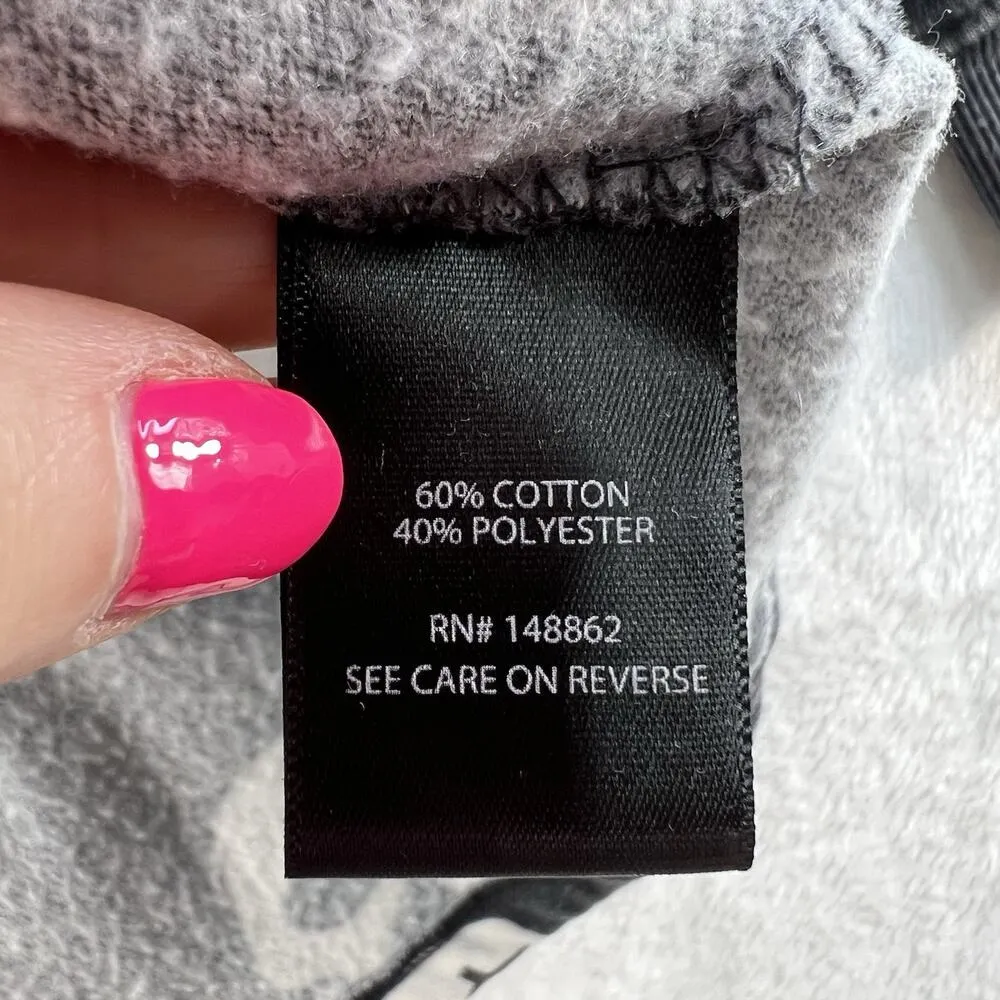 60% COTTON
40% POLYESTER
RN# 148862
SEE CARE ON REVERSE